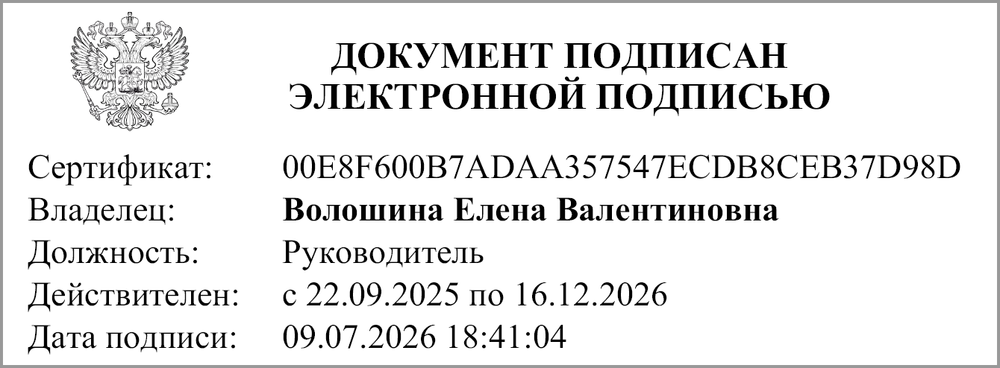 ДОКУМЕНТ ПОДПИСАН
ЭЛЕКТРОННОЙ ПОДПИСЬЮ
Сертификат: 00E8F600B7ADAA357547ECDB8CEB37D98D
Владелец: Волошина Елена Валентиновна
Должность: Руководитель
Действителен: с 22.09.2025 по 16.12.2026
Дата подписи: 09.07.2026 18:41:04